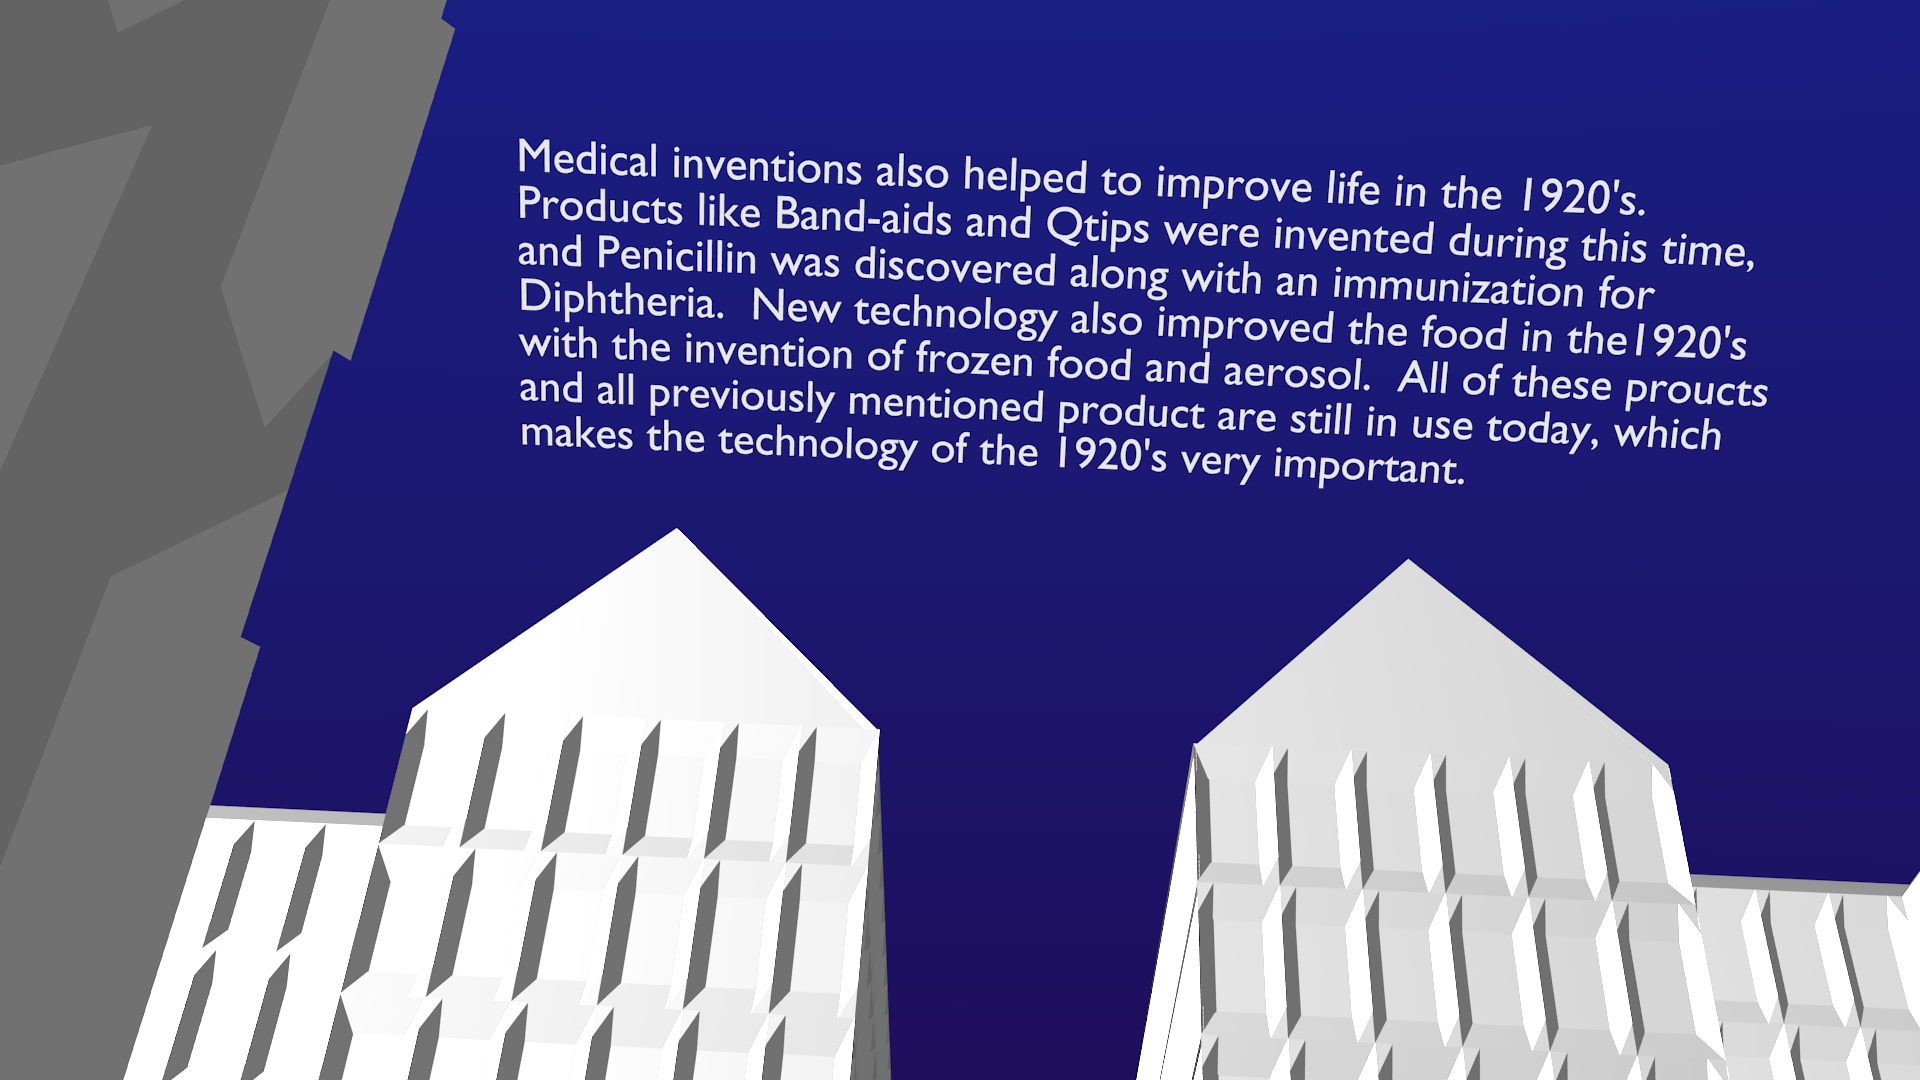 Medical inventions also helped to improve life in the 1920's.
Products like Band-aids and Qtips were invented during this time,
and Penicillin was discovered along with an immunization for
Diphtheria.  New technology also improved the food in the1920's
with the invention of frozen food and aerosol.  All of these proucts
and all previously mentioned product are still in use today, which
makes the technology of the 1920's very important.